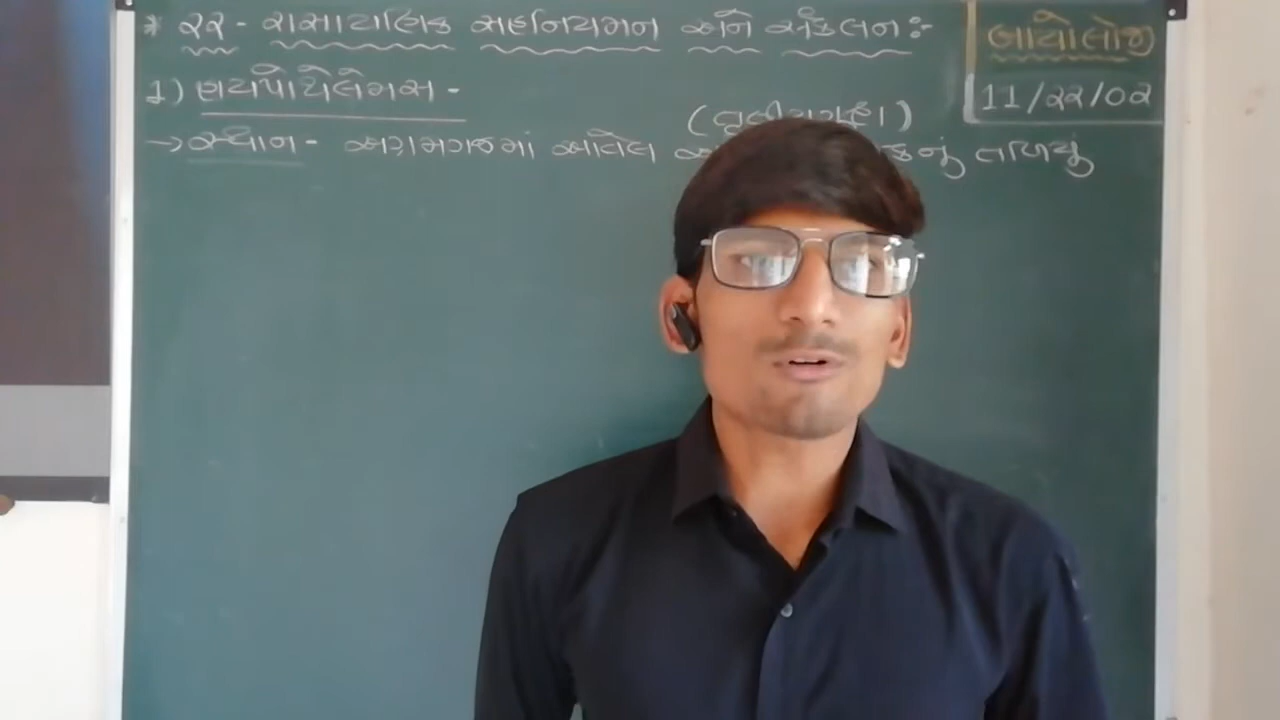 * ૨૨- રાસાયણિક સહનિયમન અને સંકલન :-
બાયોલોજી
11/22/02
1) હાયપોથેલેમસ -
→ સ્થાન - અગ્રમગજમાં આવેલ તળિયું